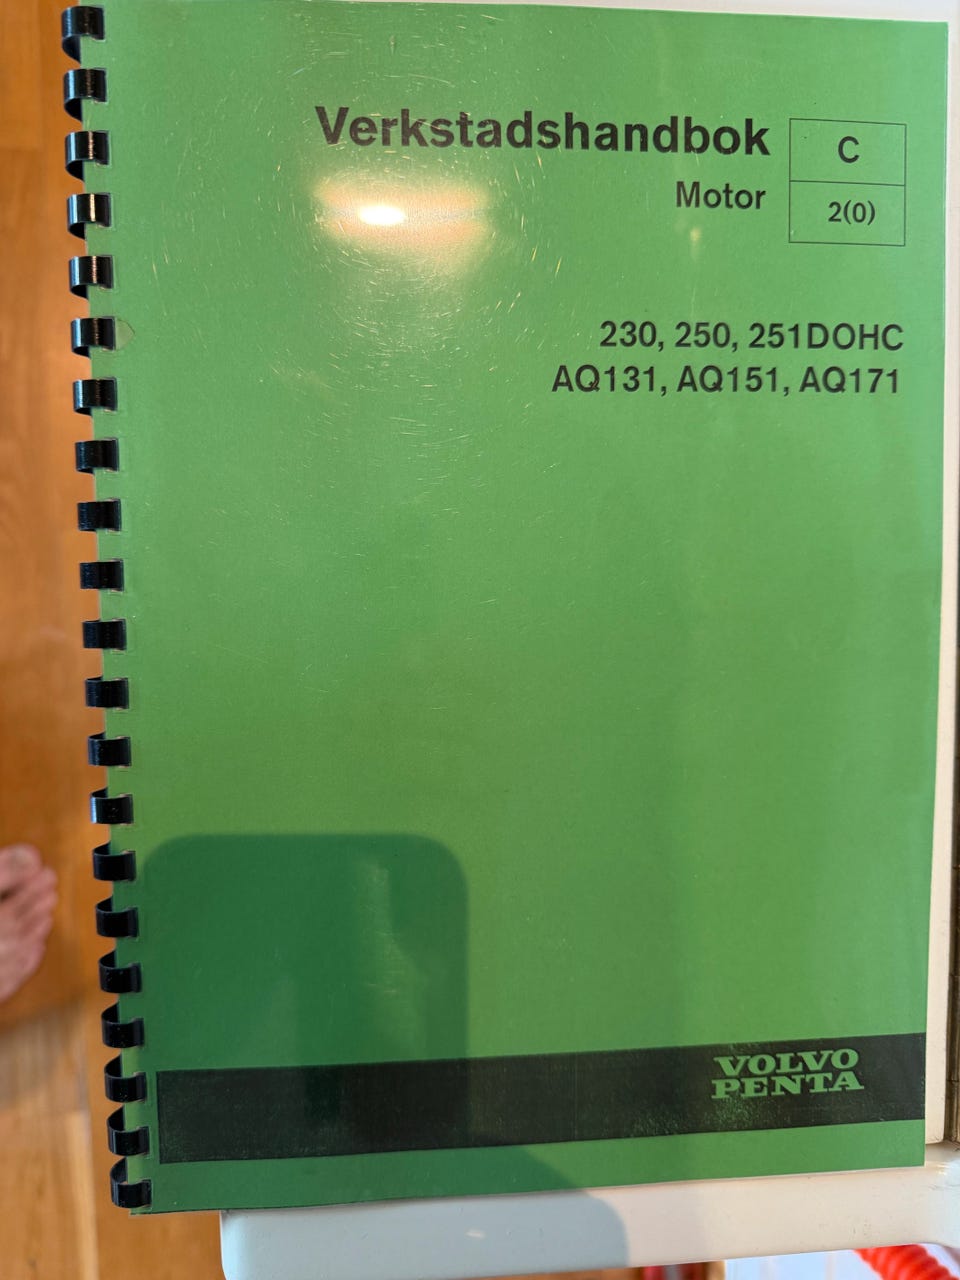 Verkstadshandbok
Motor
C
2(0)
230, 250, 251DOHC
AQ131, AQ151, AQ171
VOLVO
PENTA